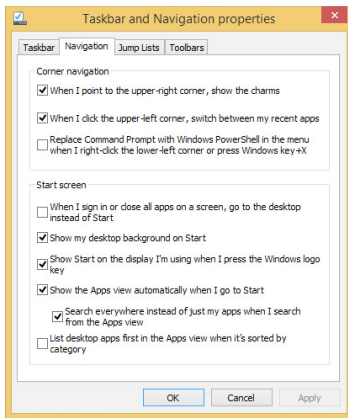 Taskbar and Navigation properties
Taskbar Navigation Jump Lists Toolbars
Corner navigation
When I point to the upper-right corner, show the charms
When I click the upper-left corner, switch between my recent apps
Replace Command Prompt with Windows PowerShell in the menu
when I right-click the lower-left corner or press Windows key+X
Start screen
When I sign in or close all apps on a screen, go to the desktop
instead of Start
Show my desktop background on Start
Show Start on the display I'm using when I press the Windows logo
key
Show the Apps view automatically when I go to Start
Search everywhere instead of just my apps when I search
from the Apps view
List desktop apps first in the Apps view when it's sorted by
category
OK Cancel Apply